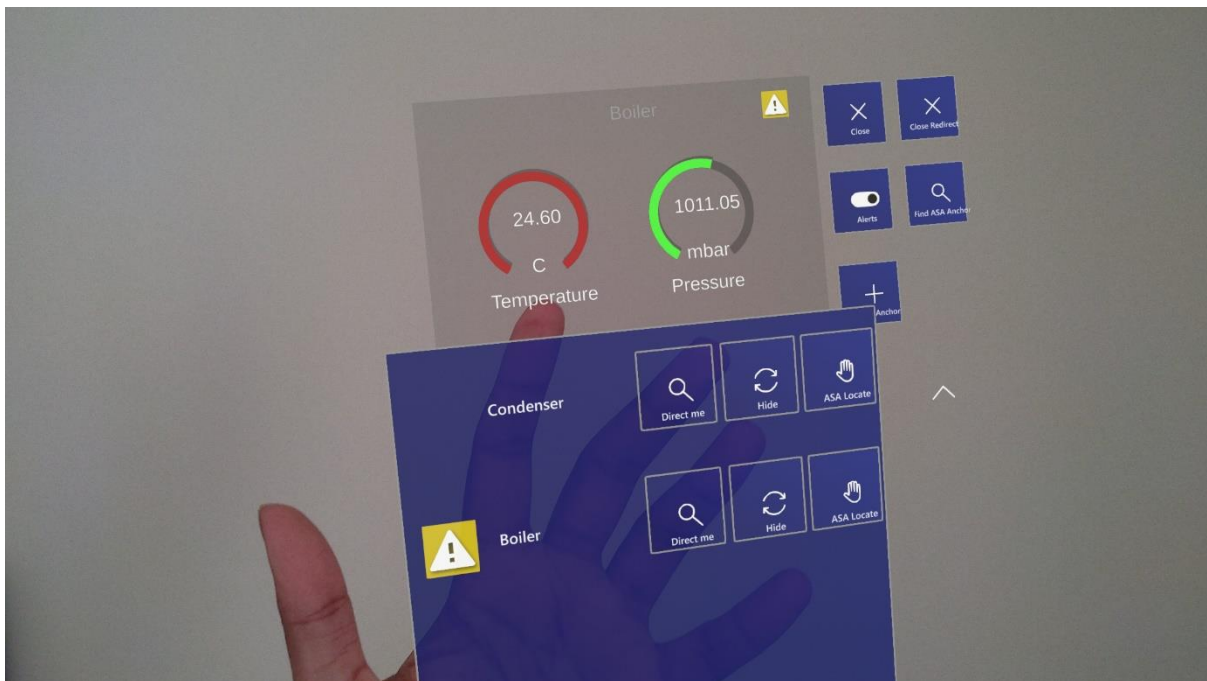 Boiler
24.60
C
Temperature
1011.05
mbar
Pressure
Close
Close Redirect
Alerts
Find ASA Anchor
Anchor
Condenser
Direct me
Hide
ASA Locate
Boiler
Direct me
Hide
ASA Locate